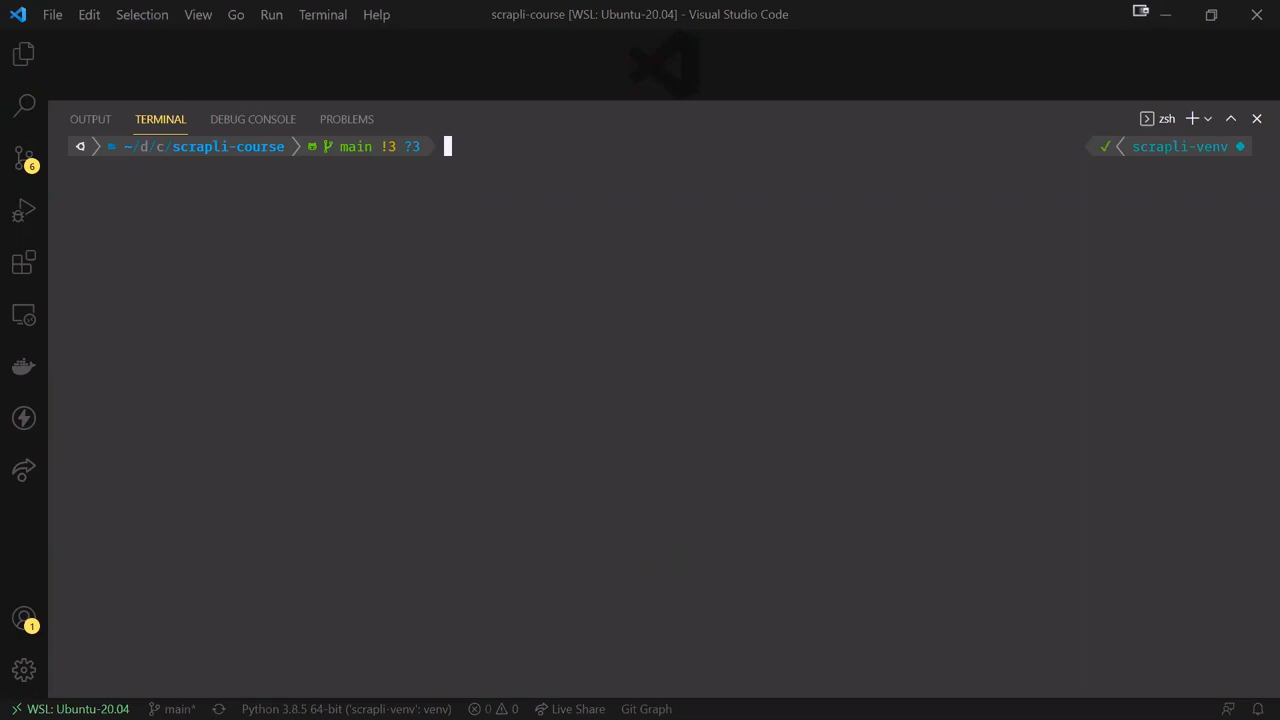 File Edit Selection View Go Run Terminal Help
scrapli-course [WSL: Ubuntu-20.04] - Visual Studio Code
OUTPUT TERMINAL DEBUG CONSOLE PROBLEMS
zsh
~/d/c/scrapli-course main !3 ?3
✓ scrapli-venv
6
1
WSL: Ubuntu-20.04 main* Python 3.8.5 64-bit ('scrapli-venv': venv) 0 0 Live Share Git Graph